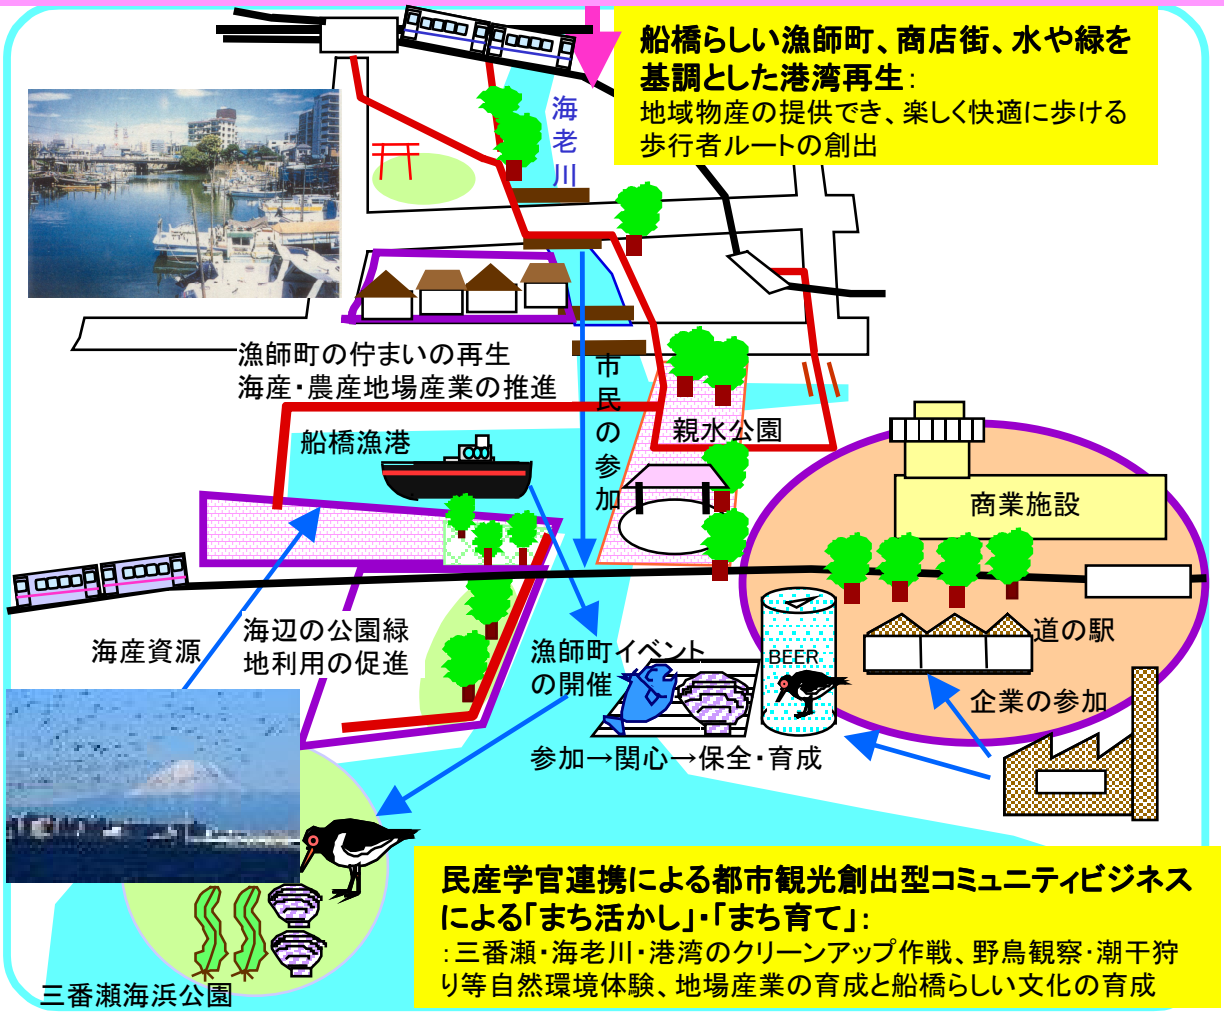 船橋らしい漁師町、商店街、水や緑を
基調とした港湾再生：
地域物産の提供でき、楽しく快適に歩ける
歩行者ルートの創出
海老川
漁師町の佇まいの再生
海産・農産地場産業の推進
市民の参加
親水公園
船橋漁港
商業施設
海産資源
海辺の公園緑
地利用の促進
漁師町イベント
の開催
BEER
道の駅
企業の参加
参加→関心→保全・育成
民産学官連携による都市観光創出型コミュニティビジネス
による「まち活かし」・「まち育て」：
：三番瀬・海老川・港湾のクリーンアップ作戦、野鳥観察・潮干狩
り等自然環境体験、地場産業の育成と船橋らしい文化の育成
三番瀬海浜公園